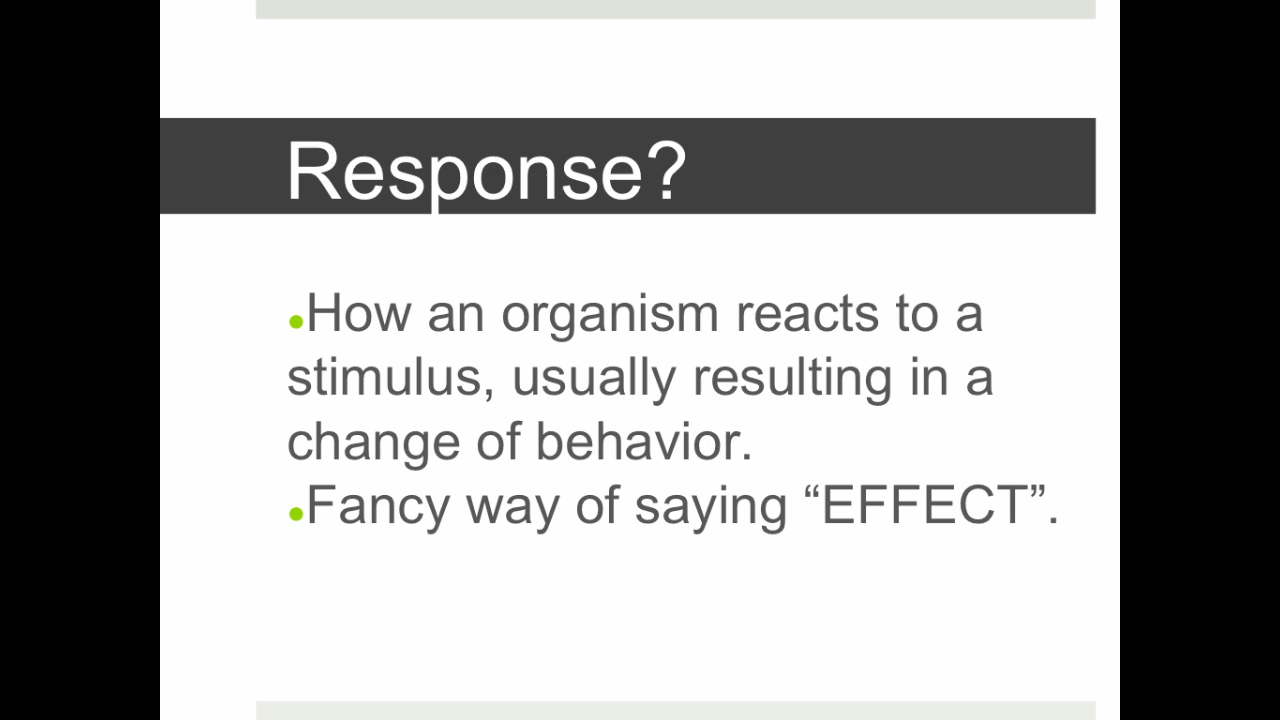 Response?
●How an organism reacts to a
stimulus, usually resulting in a
change of behavior.
●Fancy way of saying “EFFECT”.